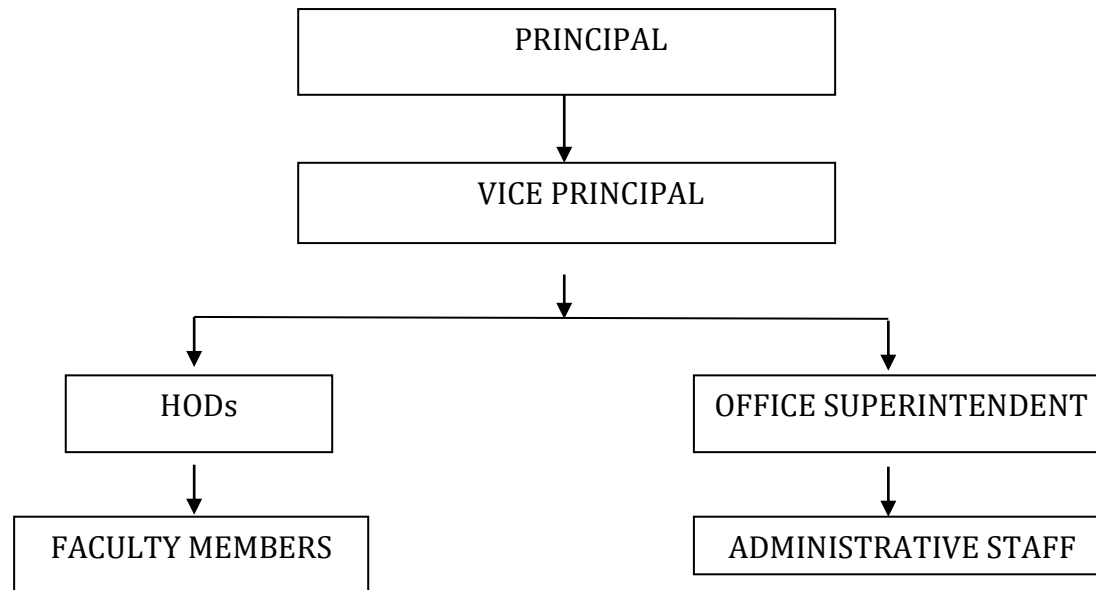 PRINCIPAL
VICE PRINCIPAL
HODs
OFFICE SUPERINTENDENT
FACULTY MEMBERS
ADMINISTRATIVE STAFF